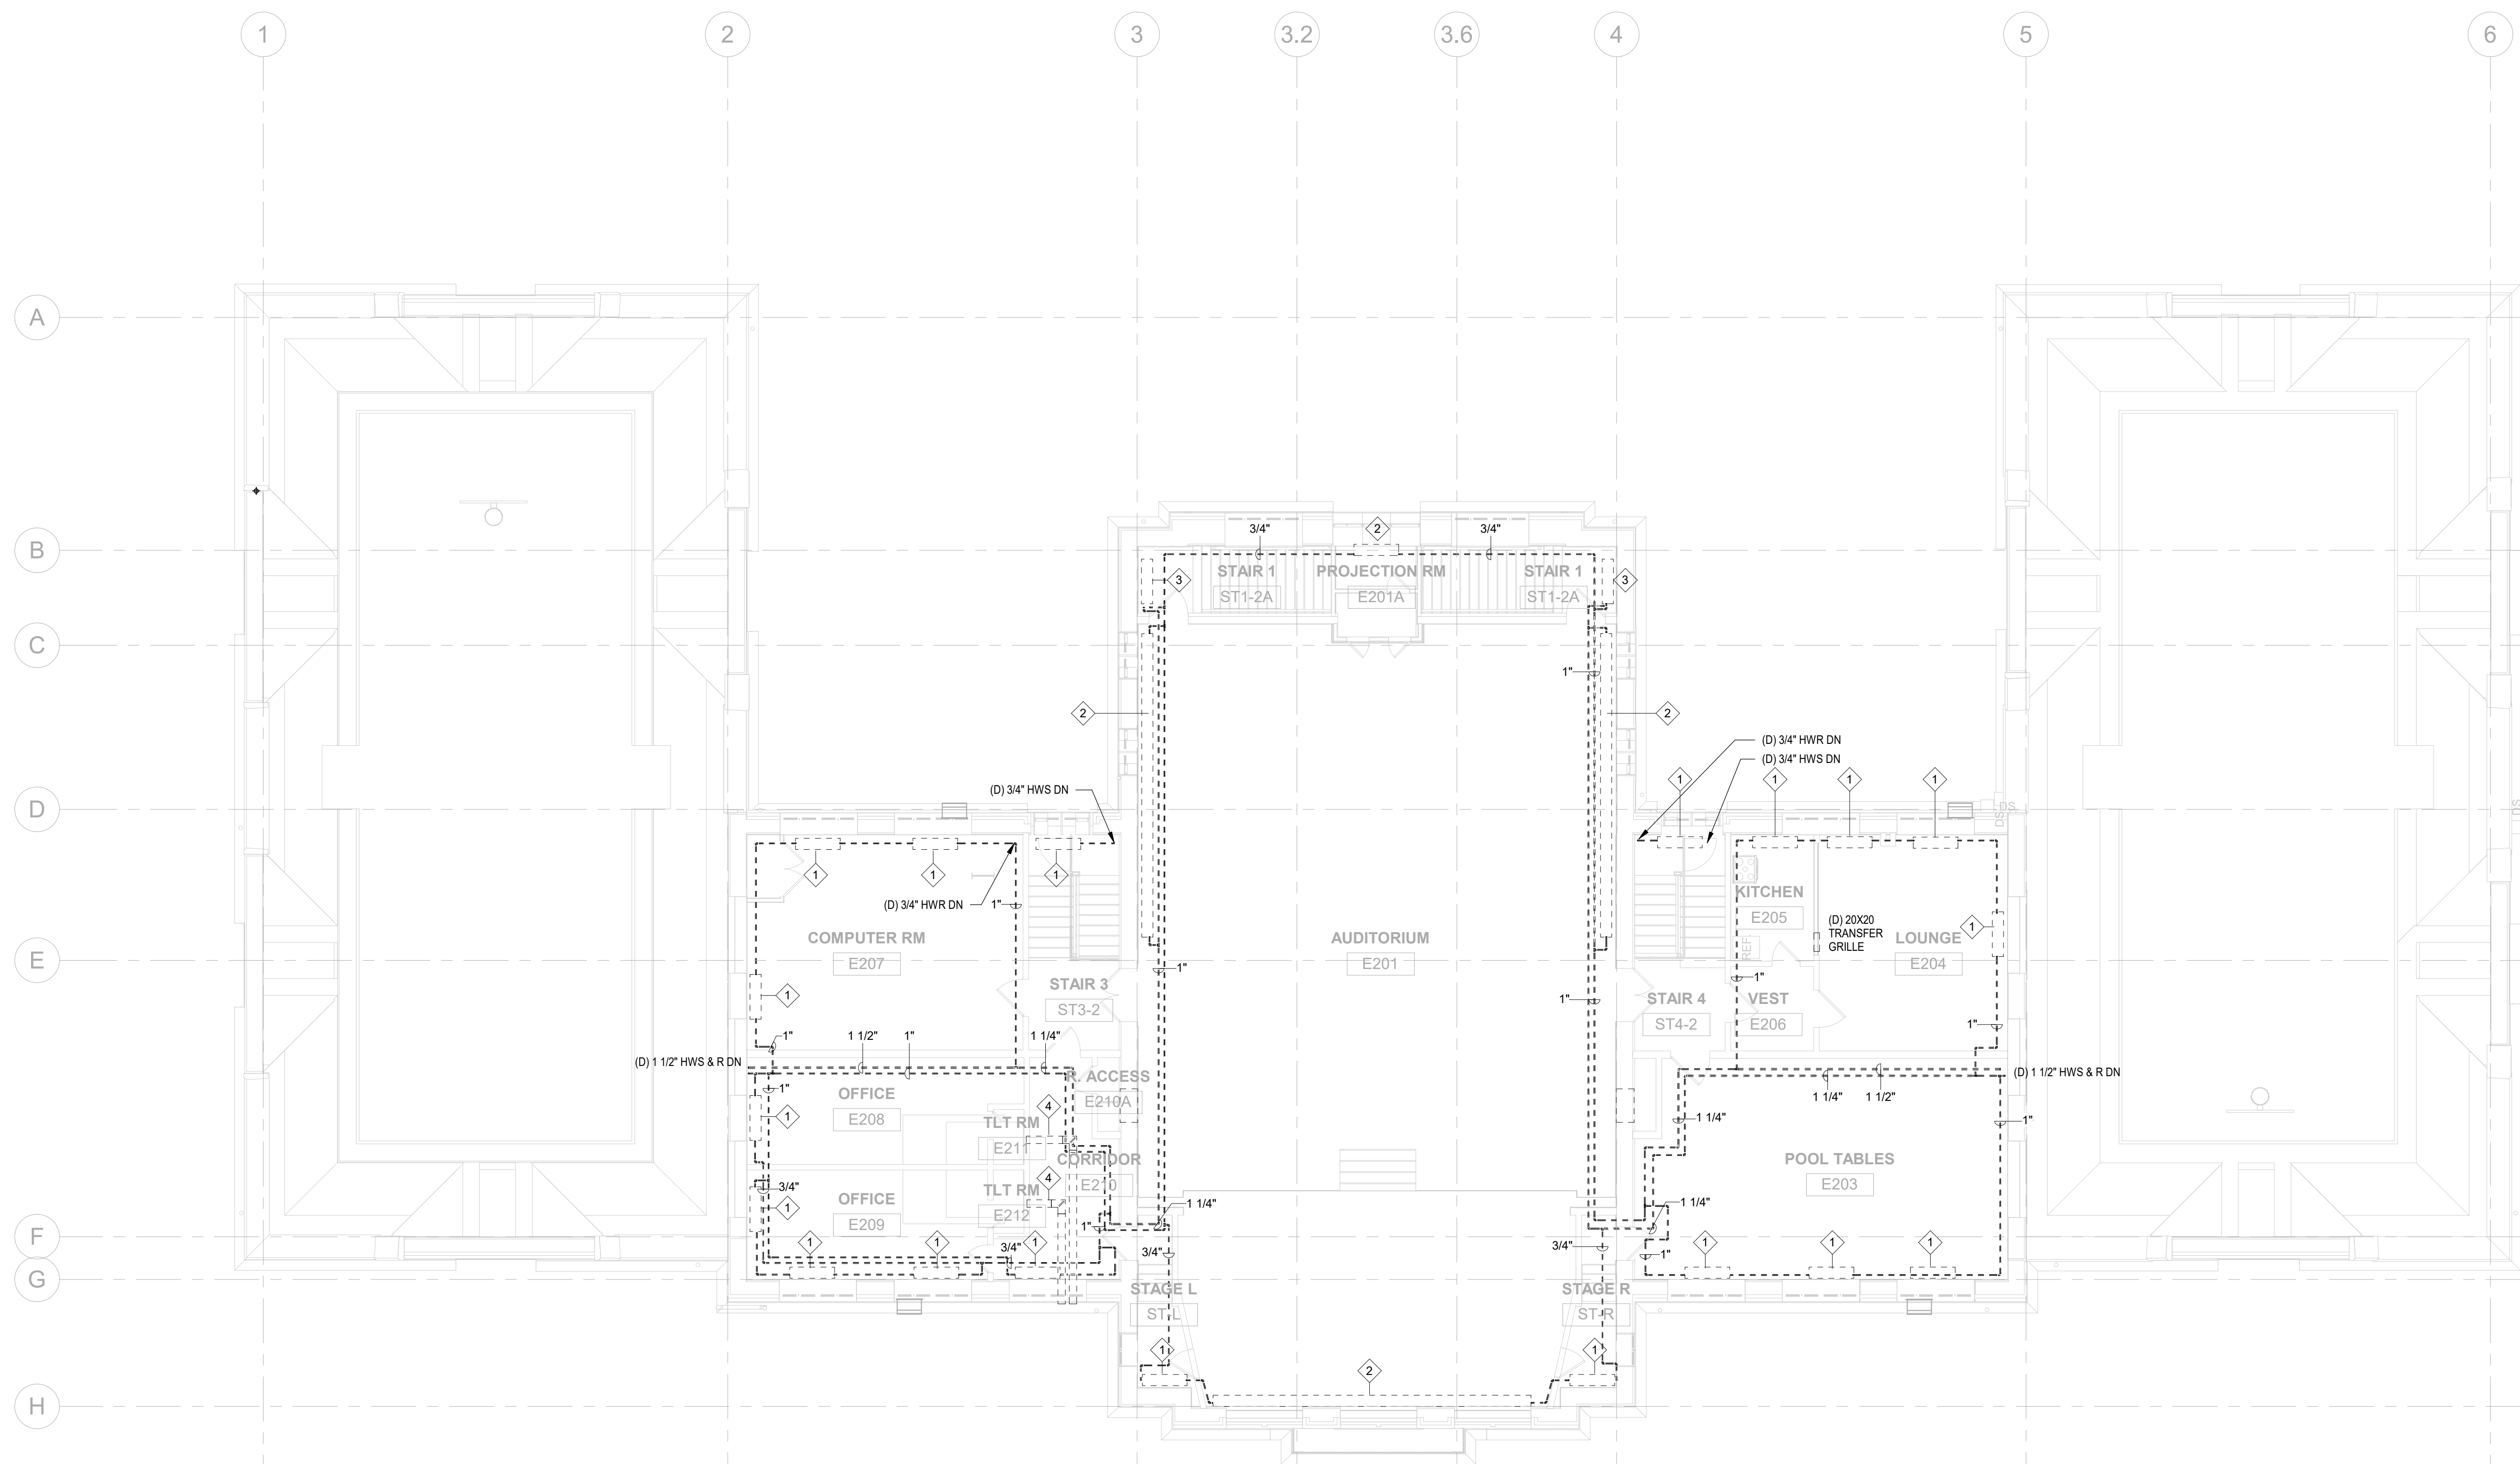 1 2 3 3.2 3.6 4 5 6
A
3/4" 2 3/4"
B
3 STAIR 1 PROJECTION RM STAIR 1 3
ST1-2A E201A ST1-2A
C
1"
2 2
(D) 3/4" HWR DN
(D) 3/4" HWS DN
(D) 3/4" HWS DN 1 1 1 1
D
DS
DS
DS
1 1 1
KITCHEN
(D) 3/4" HWR DN 1"
E205
(D) 20X20
TRANSFER
GRILLE
1
COMPUTER RM AUDITORIUM LOUNGE
REF.
E207 E201 E204
E
1" 1"
STAIR 3
1 1" STAIR 4 VEST
ST3-2 ST4-2 E206
1" 1 1/2" 1" 1 1/4" 1"
(D) 1 1/2" HWS & R DN (D) 1 1/2" HWS & R DN
R. ACCESS
1" OFFICE E210A
1 1/4" 1 1/2"
1 E208 4 1 1/4" 1"
TLT RM
E211
CORRIDOR POOL TABLES
E210 E203
3/4" OFFICE TLT RM 4
1 E209 E212 1 1/4" 1 1/4"
1"
F
1 1 3/4" 1 3/4" 3/4" 1" 1 1 1
G
STAGE L STAGE R
ST-L ST-R
1 2 1
H